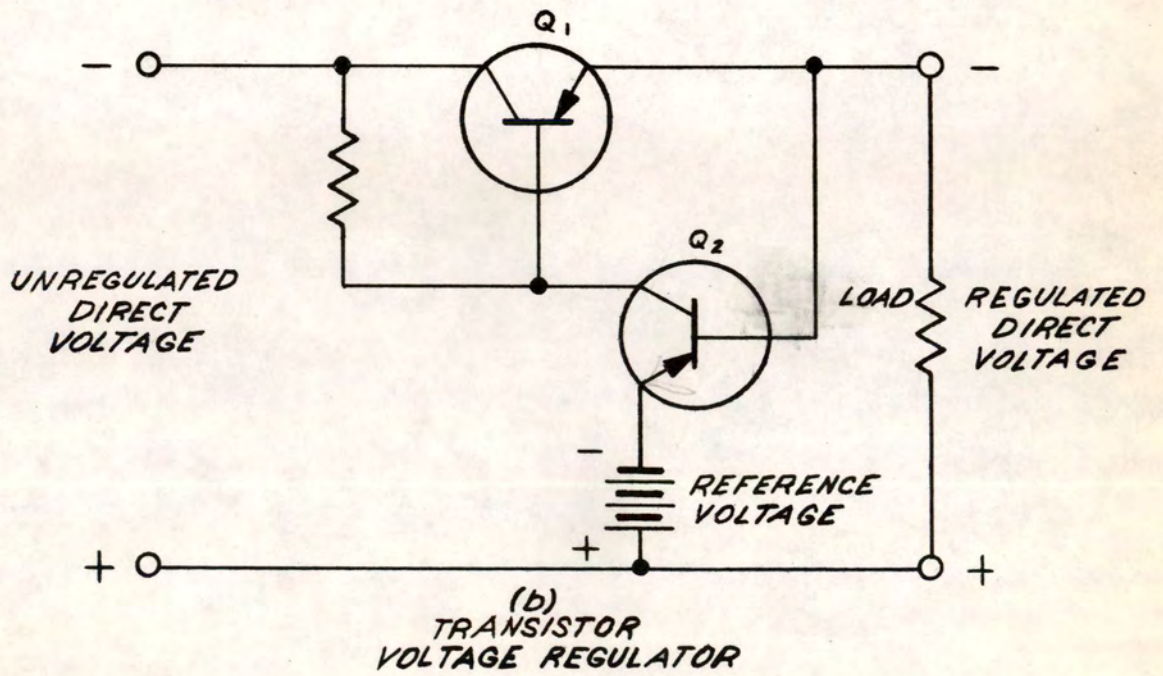 Q1
−
−
Q2
UNREGULATED
DIRECT
VOLTAGE
LOAD
REGULATED
DIRECT
VOLTAGE
−
REFERENCE
VOLTAGE
+
+
+
(b)
TRANSISTOR
VOLTAGE REGULATOR